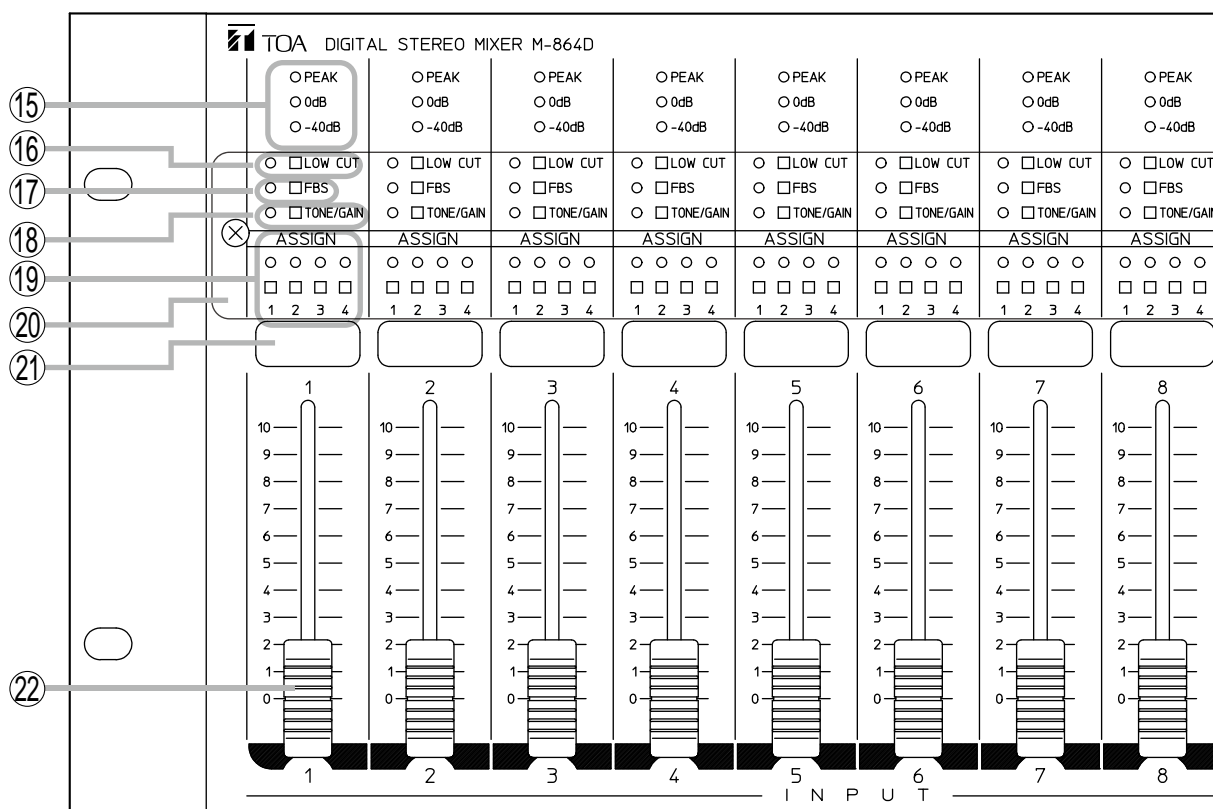 TOA DIGITAL STEREO MIXER M-864D
PEAK PEAK PEAK PEAK PEAK PEAK PEAK PEAK
15 0dB 0dB 0dB 0dB 0dB 0dB 0dB 0dB
-40dB -40dB -40dB -40dB -40dB -40dB -40dB -40dB
16 LOW CUT LOW CUT LOW CUT LOW CUT LOW CUT LOW CUT LOW CUT LOW CUT
17 FBS FBS FBS FBS FBS FBS FBS FBS
18 TONE/GAIN TONE/GAIN TONE/GAIN TONE/GAIN TONE/GAIN TONE/GAIN TONE/GAIN TONE/GAIN
ASSIGN ASSIGN ASSIGN ASSIGN ASSIGN ASSIGN ASSIGN ASSIGN
19
20 1 2 3 4 1 2 3 4 1 2 3 4 1 2 3 4 1 2 3 4 1 2 3 4 1 2 3 4 1 2 3 4
21
1 2 3 4 5 6 7 8
10 10 10 10 10 10 10 10
9 9 9 9 9 9 9 9
8 8 8 8 8 8 8 8
7 7 7 7 7 7 7 7
6 6 6 6 6 6 6 6
5 5 5 5 5 5 5 5
4 4 4 4 4 4 4 4
3 3 3 3 3 3 3 3
2 2 2 2 2 2 2 2
1 1 1 1 1 1 1 1
22 0 0 0 0 0 0 0 0
1 2 3 4 5 6 7 8
INPUT